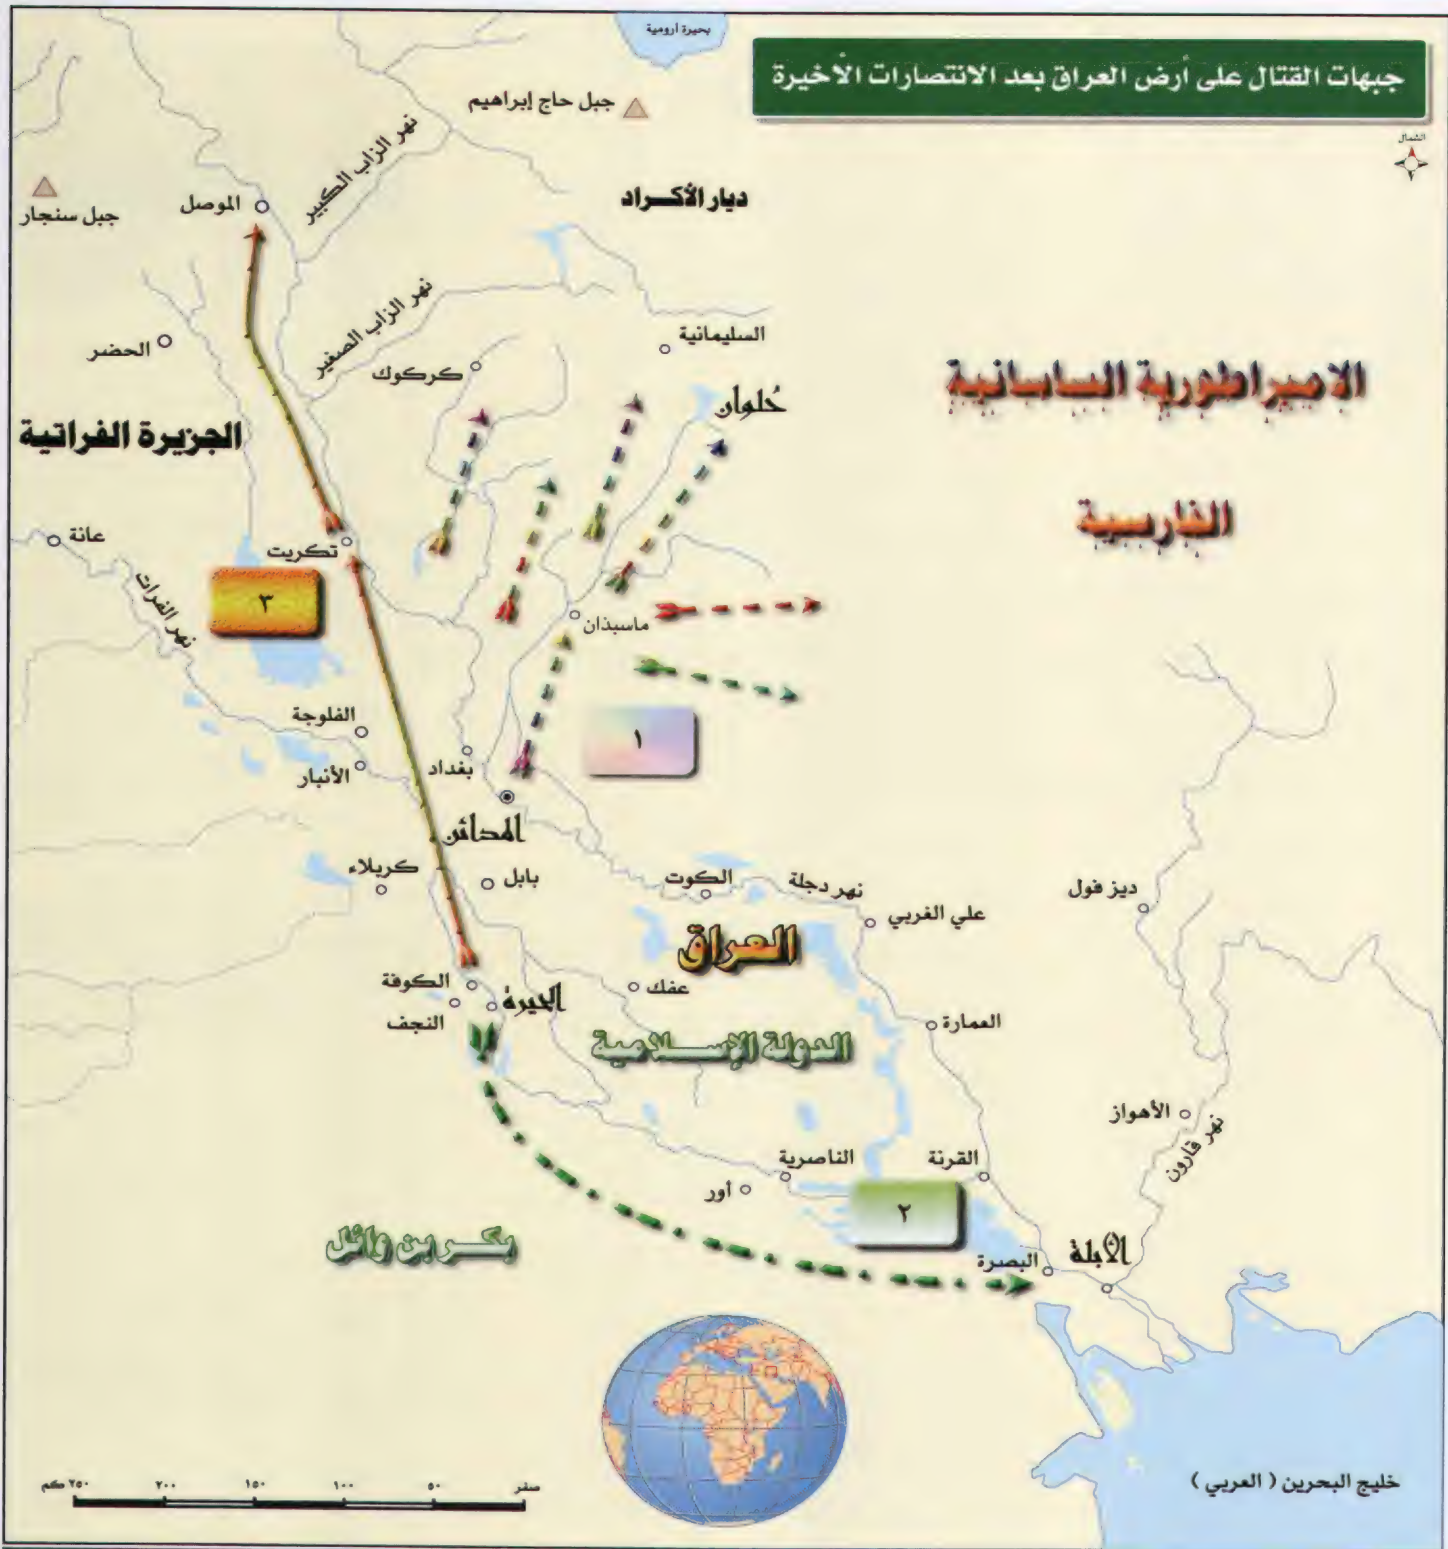 بحيرة أرومية
جبهات القتال على أرض العراق بعد الانتصارات الأخيرة
الشمال
جبل حاج إبراهيم
نهر الزاب الكبير
ديار الأكراد
جبل سنجار
الموصل
نهر الزاب الصغير
السليمانية
الحضر
كركوك
الامبراطورية الساسانية
حُلوان
الجزيرة الفراتية
الفارسية
عانة
تكريت
نهر الفرات
٣
ماسبذان
الفلوجة
١
بغداد
الأنبار
المدائن
كربلاء
بابل
الكوت
نهر دجلة
ديز فول
علي الغربي
العراق
الكوفة
الحيرة
عفك
النجف
العمارة
الدولة الإسلامية
الأهواز
نهر قارون
الناصرية
القرنة
أور
٢
بكر بن وائل
البصرة
الأبلة
خليج البحرين ( العربي )
صفر ٥٠ ١٠٠ ١٥٠ ٢٠٠ ٢٥٠ كم